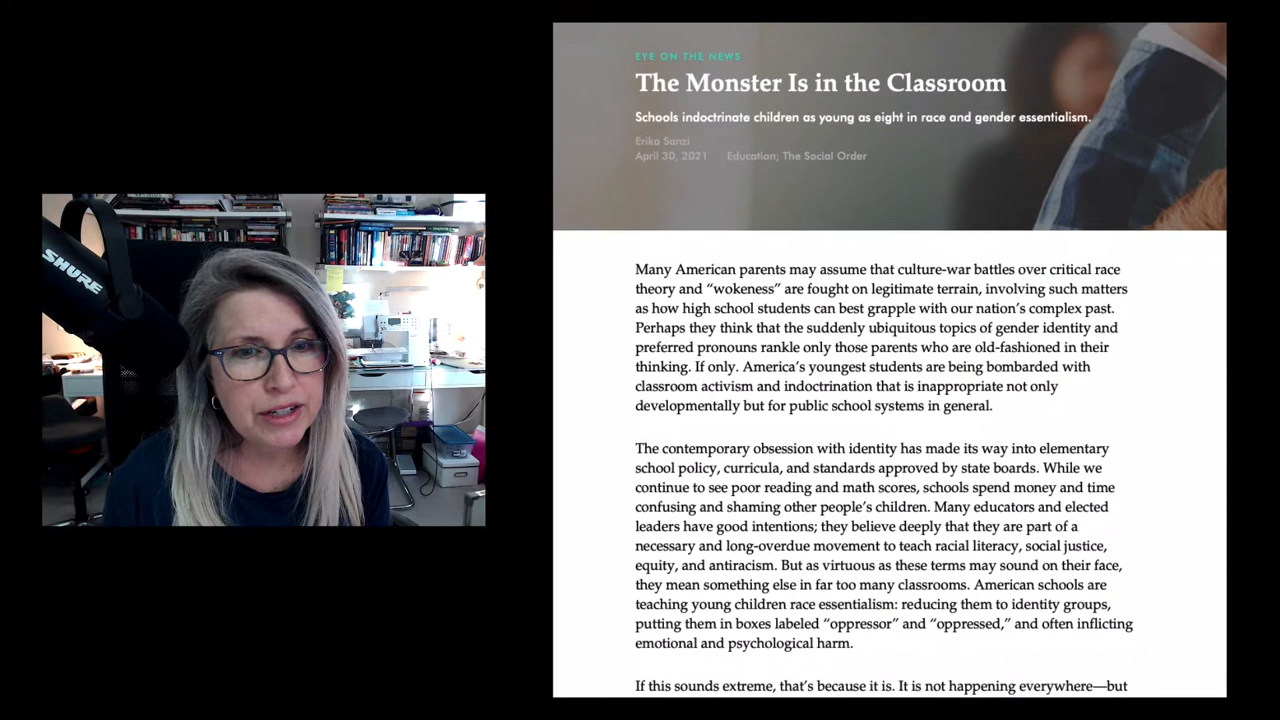 SHURE
EYE ON THE NEWS
The Monster Is in the Classroom
Schools indoctrinate children as young as eight in race and gender essentialism.
Erika Sanzi
April 30, 2021 Education; The Social Order
Many American parents may assume that culture-war battles over critical race
theory and “wokeness” are fought on legitimate terrain, involving such matters
as how high school students can best grapple with our nation’s complex past.
Perhaps they think that the suddenly ubiquitous topics of gender identity and
preferred pronouns rankle only those parents who are old-fashioned in their
thinking. If only. America’s youngest students are being bombarded with
classroom activism and indoctrination that is inappropriate not only
developmentally but for public school systems in general.
The contemporary obsession with identity has made its way into elementary
school policy, curricula, and standards approved by state boards. While we
continue to see poor reading and math scores, schools spend money and time
confusing and shaming other people’s children. Many educators and elected
leaders have good intentions; they believe deeply that they are part of a
necessary and long-overdue movement to teach racial literacy, social justice,
equity, and antiracism. But as virtuous as these terms may sound on their face,
they mean something else in far too many classrooms. American schools are
teaching young children race essentialism: reducing them to identity groups,
putting them in boxes labeled “oppressor” and “oppressed,” and often inflicting
emotional and psychological harm.
If this sounds extreme, that’s because it is. It is not happening everywhere—but